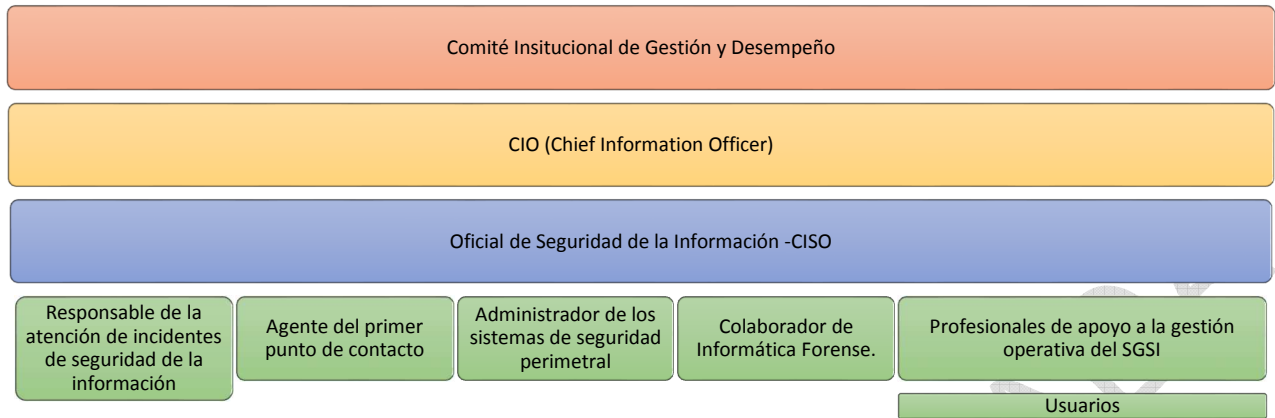 Comité Insitucional de Gestión y Desempeño
CIO (Chief Information Officer)
Oficial de Seguridad de la Información -CISO
Responsable de la
atención de incidentes
de seguridad de la
información
Agente del primer
punto de contacto
Administrador de los
sistemas de seguridad
perimetral
Colaborador de
Informática Forense.
Profesionales de apoyo a la gestión
operativa del SGSI
Usuarios